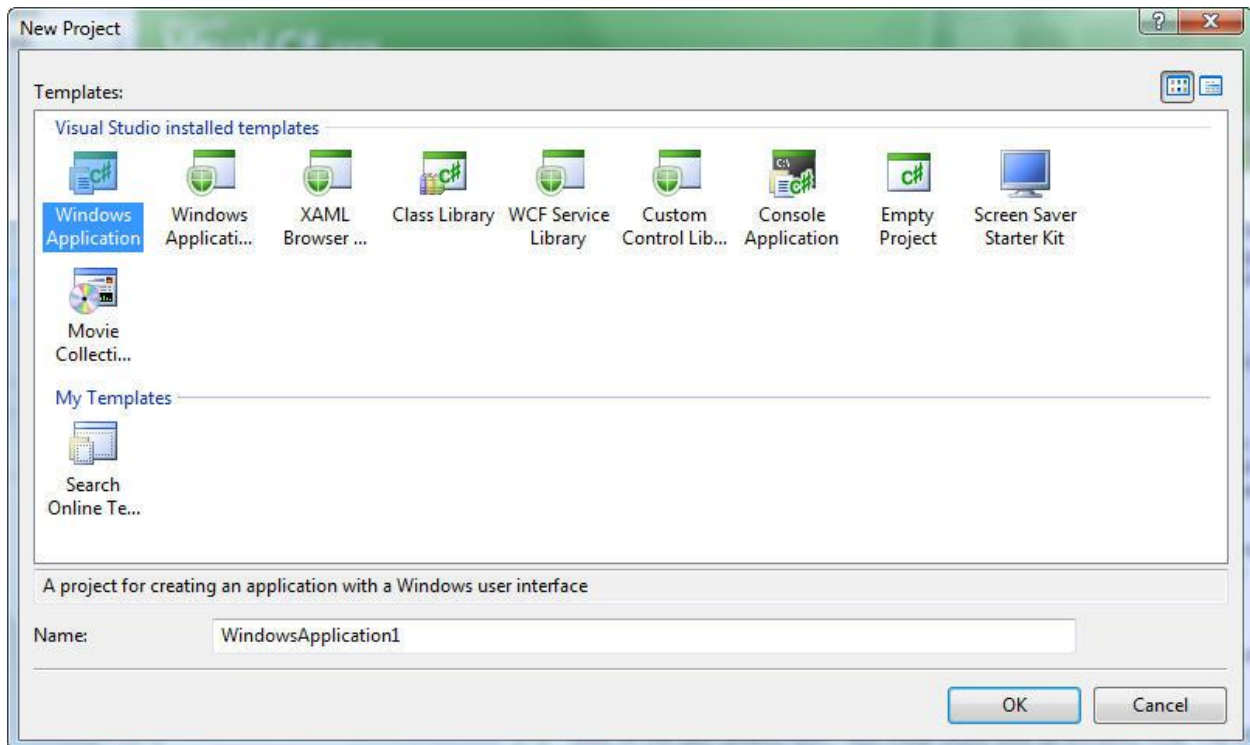 New Project
Templates:
Visual Studio installed templates
Windows Application
Windows Applicati...
XAML Browser ...
Class Library
WCF Service Library
Custom Control Lib...
Console Application
Empty Project
Screen Saver Starter Kit
Movie Collecti...
My Templates
Search Online Te...
A project for creating an application with a Windows user interface
Name:
WindowsApplication1
OK
Cancel